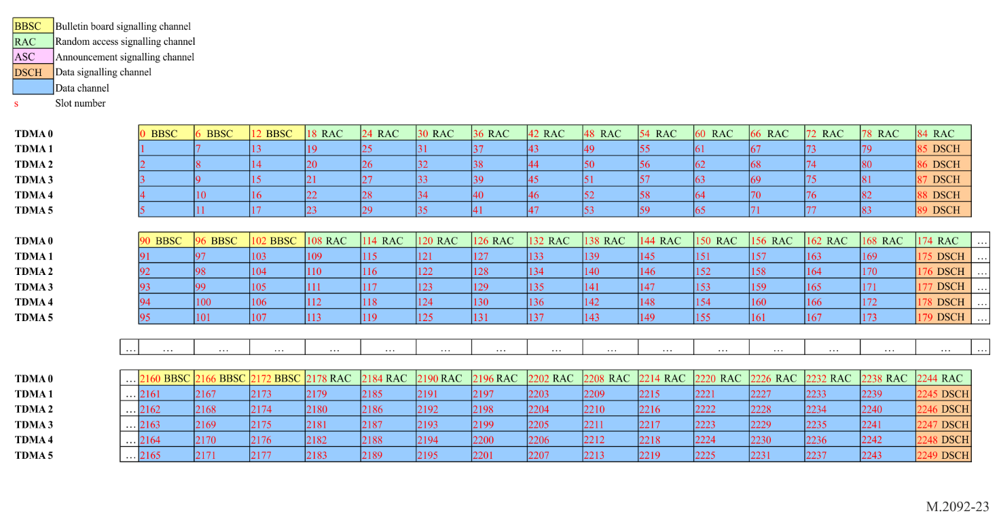 BBSC Bulletin board signalling channel
RAC Random access signalling channel
ASC Announcement signalling channel
DSCH Data signalling channel
Data channel
s Slot number
TDMA 0 0 BBSC 6 BBSC 12 BBSC 18 RAC 24 RAC 30 RAC 36 RAC 42 RAC 48 RAC 54 RAC 60 RAC 66 RAC 72 RAC 78 RAC 84 RAC
TDMA 1 1 7 13 19 25 31 37 43 49 55 61 67 73 79 85 DSCH
TDMA 2 2 8 14 20 26 32 38 44 50 56 62 68 74 80 86 DSCH
TDMA 3 3 9 15 21 27 33 39 45 51 57 63 69 75 81 87 DSCH
TDMA 4 4 10 16 22 28 34 40 46 52 58 64 70 76 82 88 DSCH
TDMA 5 5 11 17 23 29 35 41 47 53 59 65 71 77 83 89 DSCH
TDMA 0 90 BBSC 96 BBSC 102 BBSC 108 RAC 114 RAC 120 RAC 126 RAC 132 RAC 138 RAC 144 RAC 150 RAC 156 RAC 162 RAC 168 RAC 174 RAC …
TDMA 1 91 97 103 109 115 121 127 133 139 145 151 157 163 169 175 DSCH …
TDMA 2 92 98 104 110 116 122 128 134 140 146 152 158 164 170 176 DSCH …
TDMA 3 93 99 105 111 117 123 129 135 141 147 153 159 165 171 177 DSCH …
TDMA 4 94 100 106 112 118 124 130 136 142 148 154 160 166 172 178 DSCH …
TDMA 5 95 101 107 113 119 125 131 137 143 149 155 161 167 173 179 DSCH …
… … … … … … … … … … … … … … … … …
TDMA 0 … 2160 BBSC 2166 BBSC 2172 BBSC 2178 RAC 2184 RAC 2190 RAC 2196 RAC 2202 RAC 2208 RAC 2214 RAC 2220 RAC 2226 RAC 2232 RAC 2238 RAC 2244 RAC
TDMA 1 … 2161 2167 2173 2179 2185 2191 2197 2203 2209 2215 2221 2227 2233 2239 2245 DSCH
TDMA 2 … 2162 2168 2174 2180 2186 2192 2198 2204 2210 2216 2222 2228 2234 2240 2246 DSCH
TDMA 3 … 2163 2169 2175 2181 2187 2193 2199 2205 2211 2217 2223 2229 2235 2241 2247 DSCH
TDMA 4 … 2164 2170 2176 2182 2188 2194 2200 2206 2212 2218 2224 2230 2236 2242 2248 DSCH
TDMA 5 … 2165 2171 2177 2183 2189 2195 2201 2207 2213 2219 2225 2231 2237 2243 2249 DSCH
M.2092-23